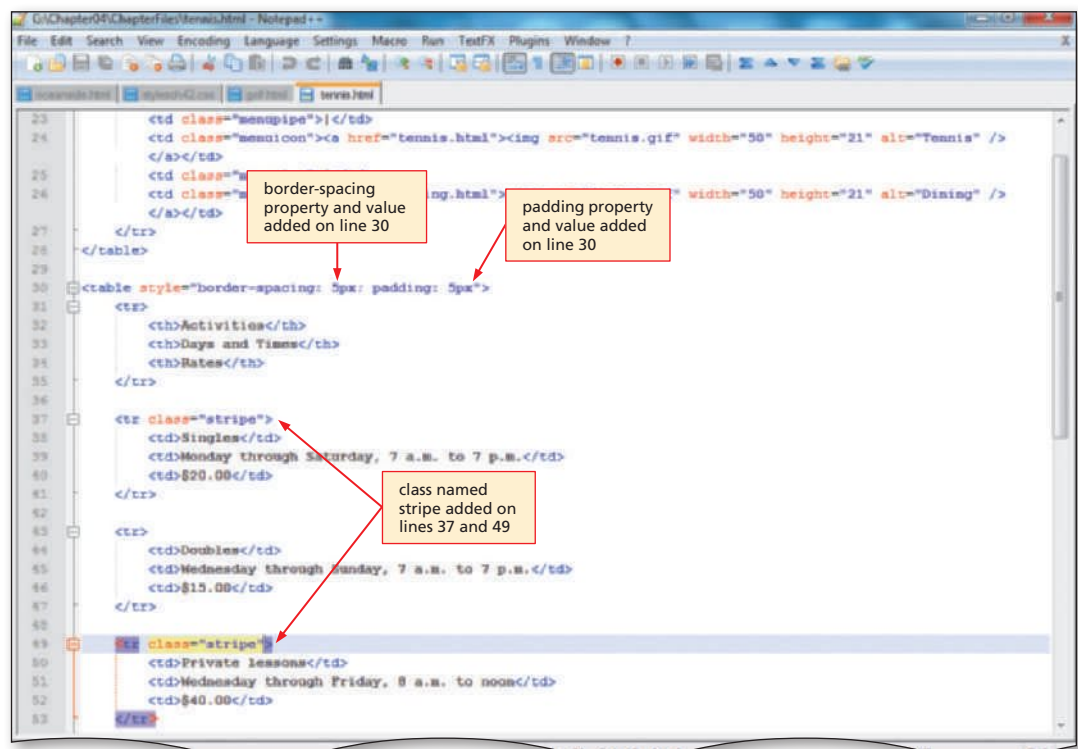 G:\Chapter04\ChapterFiles\tennis.html - Notepad++
File Edit Search View Encoding Language Settings Macro Run TextFX Plugins Window ? X
oceanside.html stylesch42.css golf.html tennis.html
23 <td class="menupipe">|</td>
24 <td class="menuicon"><a href="tennis.html"><img src="tennis.gif" width="50" height="21" alt="Tennis" />
</a></td>
25 <td class="m
26 <td class="me ng.html"> width="50" height="21" alt="Dining" />
</a></td>
border-spacing
property and value
added on line 30
padding property
and value added
on line 30
27 </tr>
28 </table>
29
30 <table style="border-spacing: 5px; padding: 5px">
31 <tr>
32 <th>Activities</th>
33 <th>Days and Times</th>
34 <th>Rates</th>
35 </tr>
36
37 <tr class="stripe">
38 <td>Singles</td>
39 <td>Monday through Saturday, 7 a.m. to 7 p.m.</td>
40 <td>$20.00</td>
41 </tr>
42
class named
stripe added on
lines 37 and 49
43 <tr>
44 <td>Doubles</td>
45 <td>Wednesday through Sunday, 7 a.m. to 7 p.m.</td>
46 <td>$15.00</td>
47 </tr>
48
49 <tr class="stripe">
50 <td>Private lessons</td>
51 <td>Wednesday through Friday, 8 a.m. to noon</td>
52 <td>$40.00</td>
53 </tr>